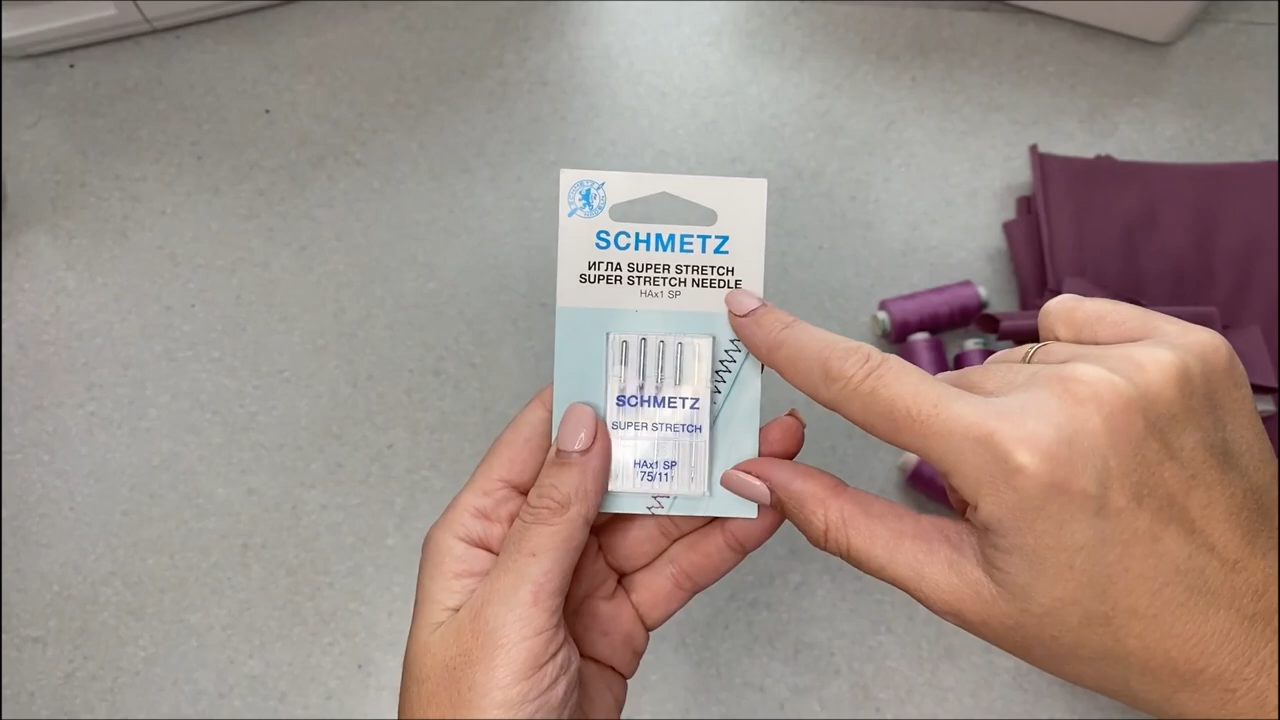 SCHMETZ
ИГЛА SUPER STRETCH
SUPER STRETCH NEEDLE
HAx1 SP
SCHMETZ
SUPER STRETCH
HAx1 SP
75/11